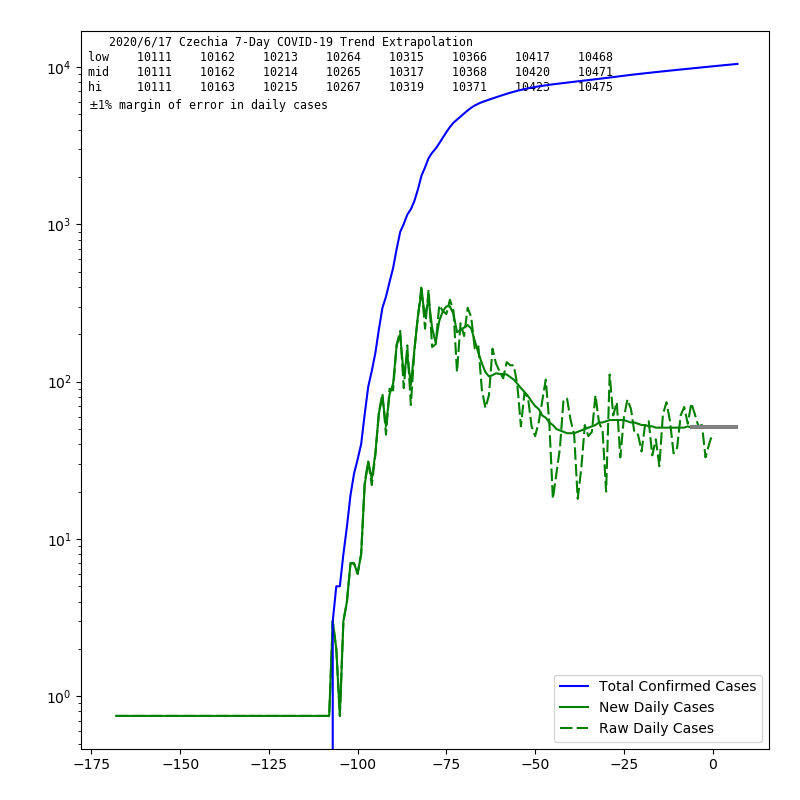 2020/6/17 Czechia 7-Day COVID-19 Trend Extrapolation
low 10111 10162 10213 10264 10315 10366 10417 10468
mid 10111 10162 10214 10265 10317 10368 10420 10471
hi 10111 10163 10215 10267 10319 10371 10423 10475
±1% margin of error in daily cases
10⁴
10³
10²
10¹
10⁰
Total Confirmed Cases
New Daily Cases
Raw Daily Cases
−175 −150 −125 −100 −75 −50 −25 0